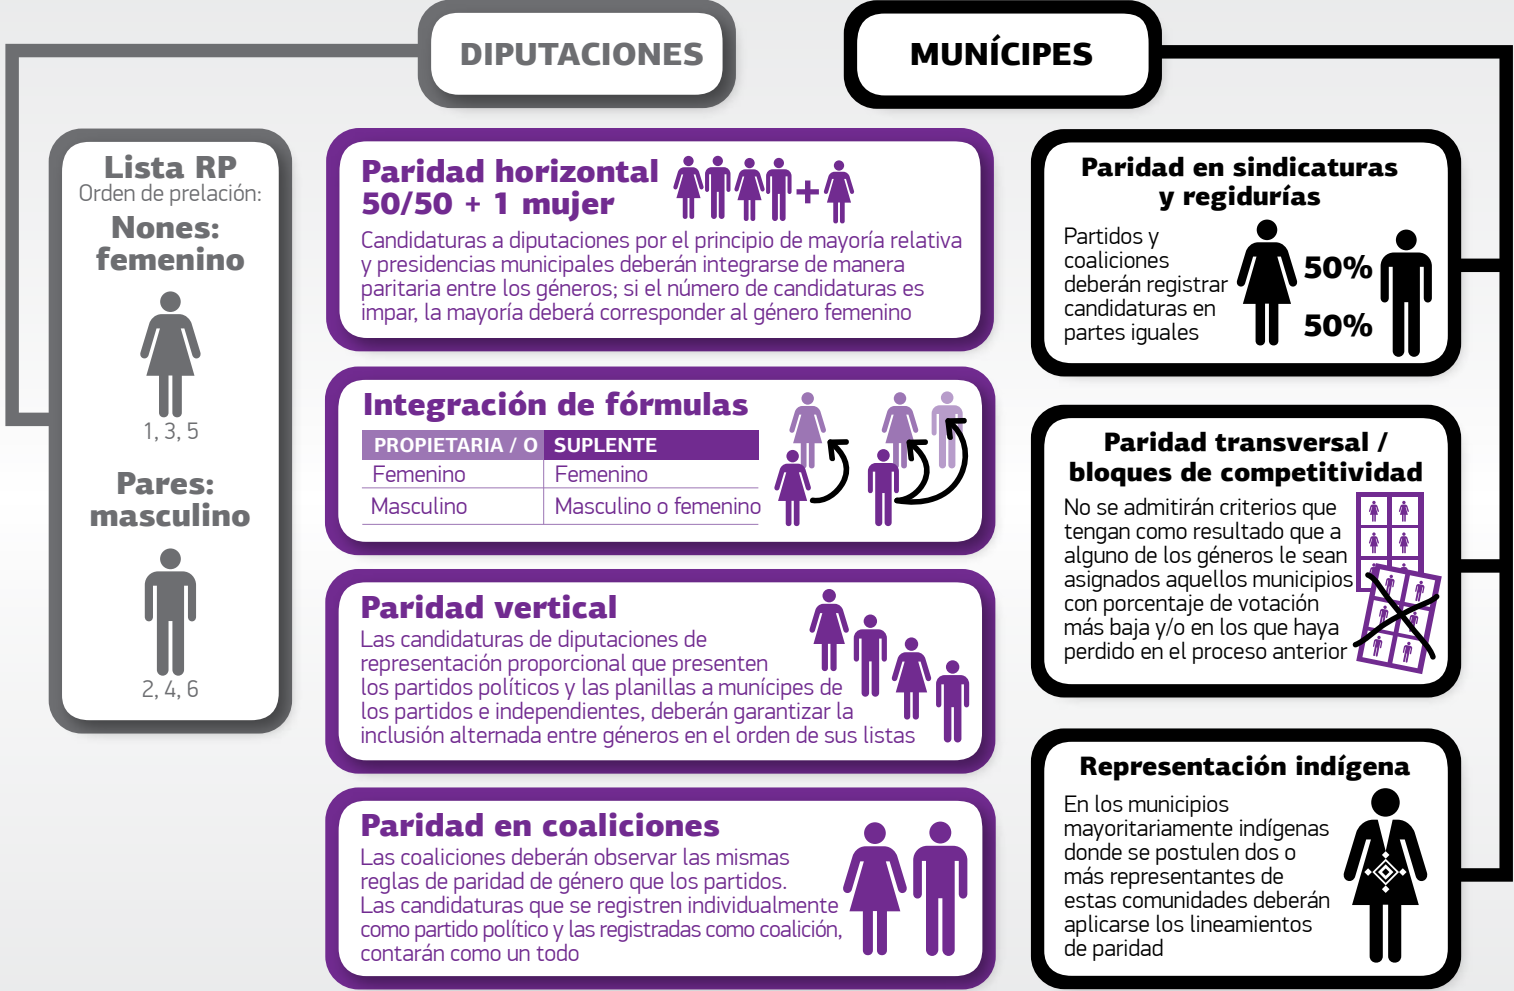 DIPUTACIONES
MUNÍCIPES
Lista RP
Orden de prelación:
Nones:
femenino
1, 3, 5
Pares:
masculino
2, 4, 6
Paridad horizontal
50/50 + 1 mujer
+
Candidaturas a diputaciones por el principio de mayoría relativa
y presidencias municipales deberán integrarse de manera
paritaria entre los géneros; si el número de candidaturas es
impar, la mayoría deberá corresponder al género femenino
Integración de fórmulas
PROPIETARIA / O SUPLENTE
Femenino Femenino
Masculino Masculino o femenino
Paridad vertical
Las candidaturas de diputaciones de
representación proporcional que presenten
los partidos políticos y las planillas a munícipes de
los partidos e independientes, deberán garantizar la
inclusión alternada entre géneros en el orden de sus listas
Paridad en coaliciones
Las coaliciones deberán observar las mismas
reglas de paridad de género que los partidos.
Las candidaturas que se registren individualmente
como partido político y las registradas como coalición,
contarán como un todo
Paridad en sindicaturas
y regidurías
Partidos y
coaliciones
deberán registrar
candidaturas en
partes iguales
50%
50%
Paridad transversal /
bloques de competitividad
No se admitirán criterios que
tengan como resultado que a
alguno de los géneros le sean
asignados aquellos municipios
con porcentaje de votación
más baja y/o en los que haya
perdido en el proceso anterior
Representación indígena
En los municipios
mayoritariamente indígenas
donde se postulen dos o
más representantes de
estas comunidades deberán
aplicarse los lineamientos
de paridad